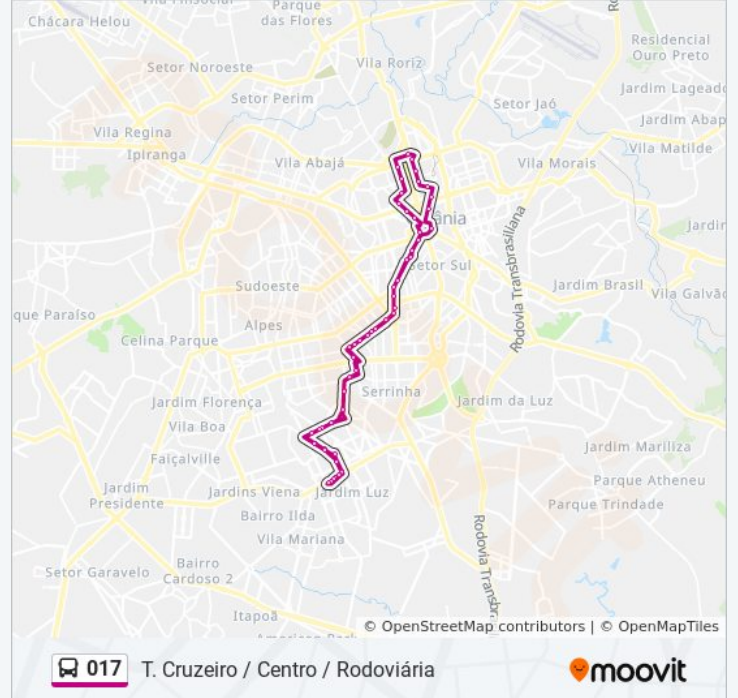 Chácara Helou
Parque
das Flores
Residencial
Ouro Preto
Setor Noroeste
Vila Roriz
Jardim Lageado
Setor Perim
Setor Jaó
Jardim Abap
Vila Regina
Vila Matilde
Ipiranga
Vila Abajá
Vila Morais
ânia
Jardir
Setor Sul
Rodovia Transbrasiliana
Sudoeste
Jardim Brasil
Vila Galvão
que Paraíso
Alpes
Celina Parque
Serrinha
Jardim Florença
Jardim da Luz
Vila Boa
Jardim Mariliza
Faiçalville
Parque Atheneu
Jardim
Presidente
Jardins Viena
Jardim Luz
Parque Trindade
Bairro Ilda
Vila Mariana
Rodovia Transbr
Bairro
Cardoso 2
Setor Garavelo
Itapoã
© OpenStreetMap contributors | © OpenMapTiles
017 T. Cruzeiro / Centro / Rodoviária
moovit